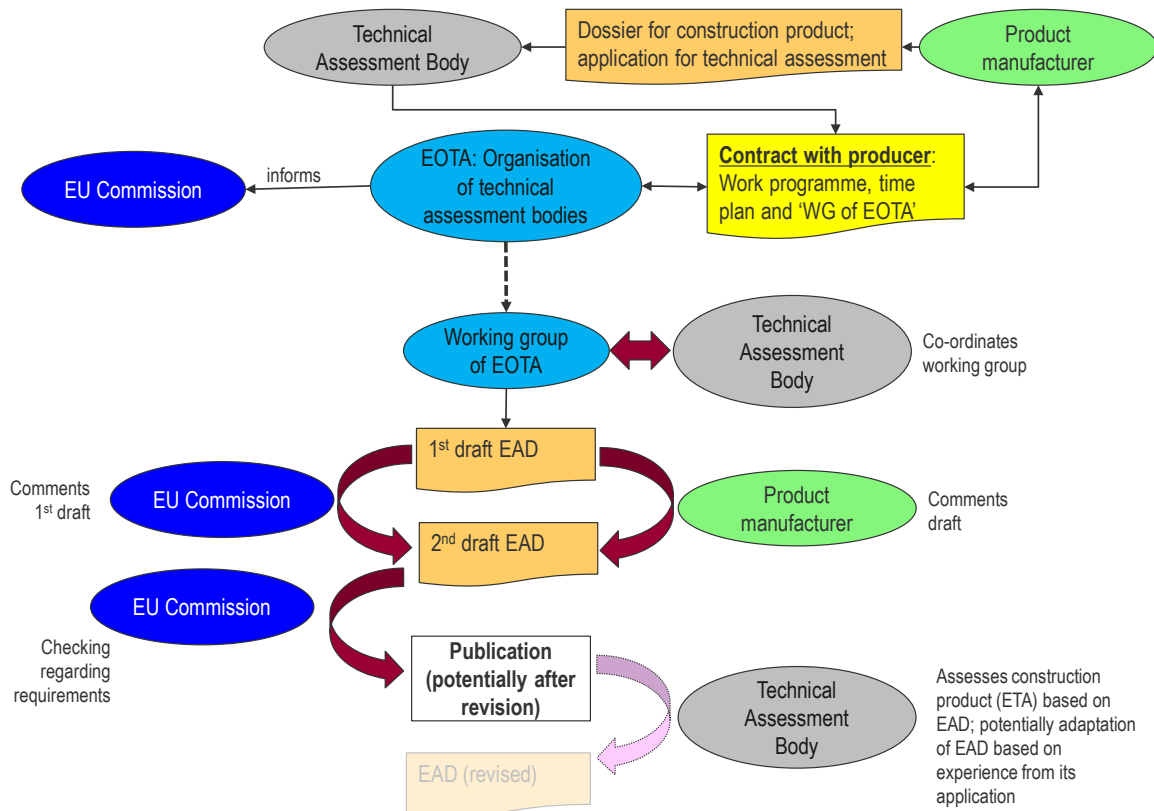 Technical
Assessment Body
Dossier for construction product;
application for technical assessment
Product
manufacturer
EU Commission
informs
EOTA: Organisation
of technical
assessment bodies
Contract with producer:
Work programme, time
plan and ‘WG of EOTA’
Working group
of EOTA
Technical
Assessment
Body
Co-ordinates
working group
1st draft EAD
Comments
1st draft
EU Commission
Product
manufacturer
Comments
draft
2nd draft EAD
EU Commission
Checking
regarding
requirements
Publication
(potentially after
revision)
Technical
Assessment
Body
Assesses construction
product (ETA) based on
EAD; potentially adaptation
of EAD based on
experience from its
application
EAD (revised)